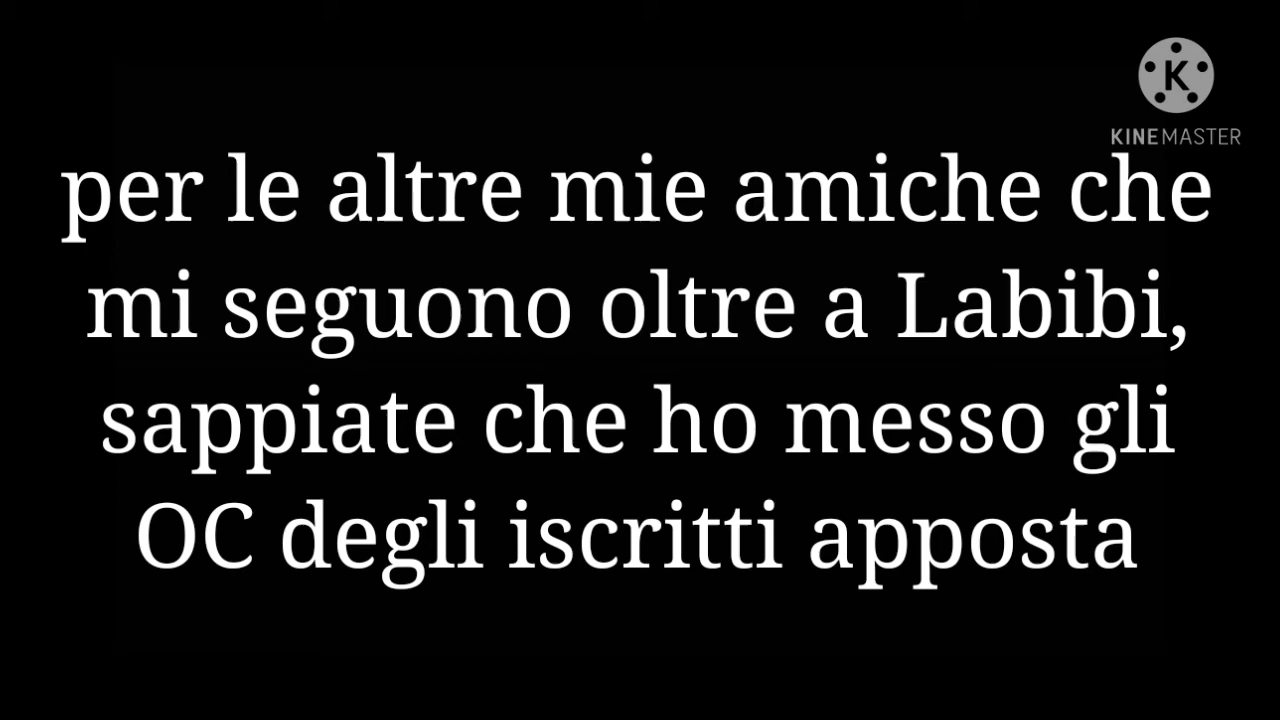 K
KINEMASTER
per le altre mie amiche che
mi seguono oltre a Labibi,
sappiate che ho messo gli
OC degli iscritti apposta